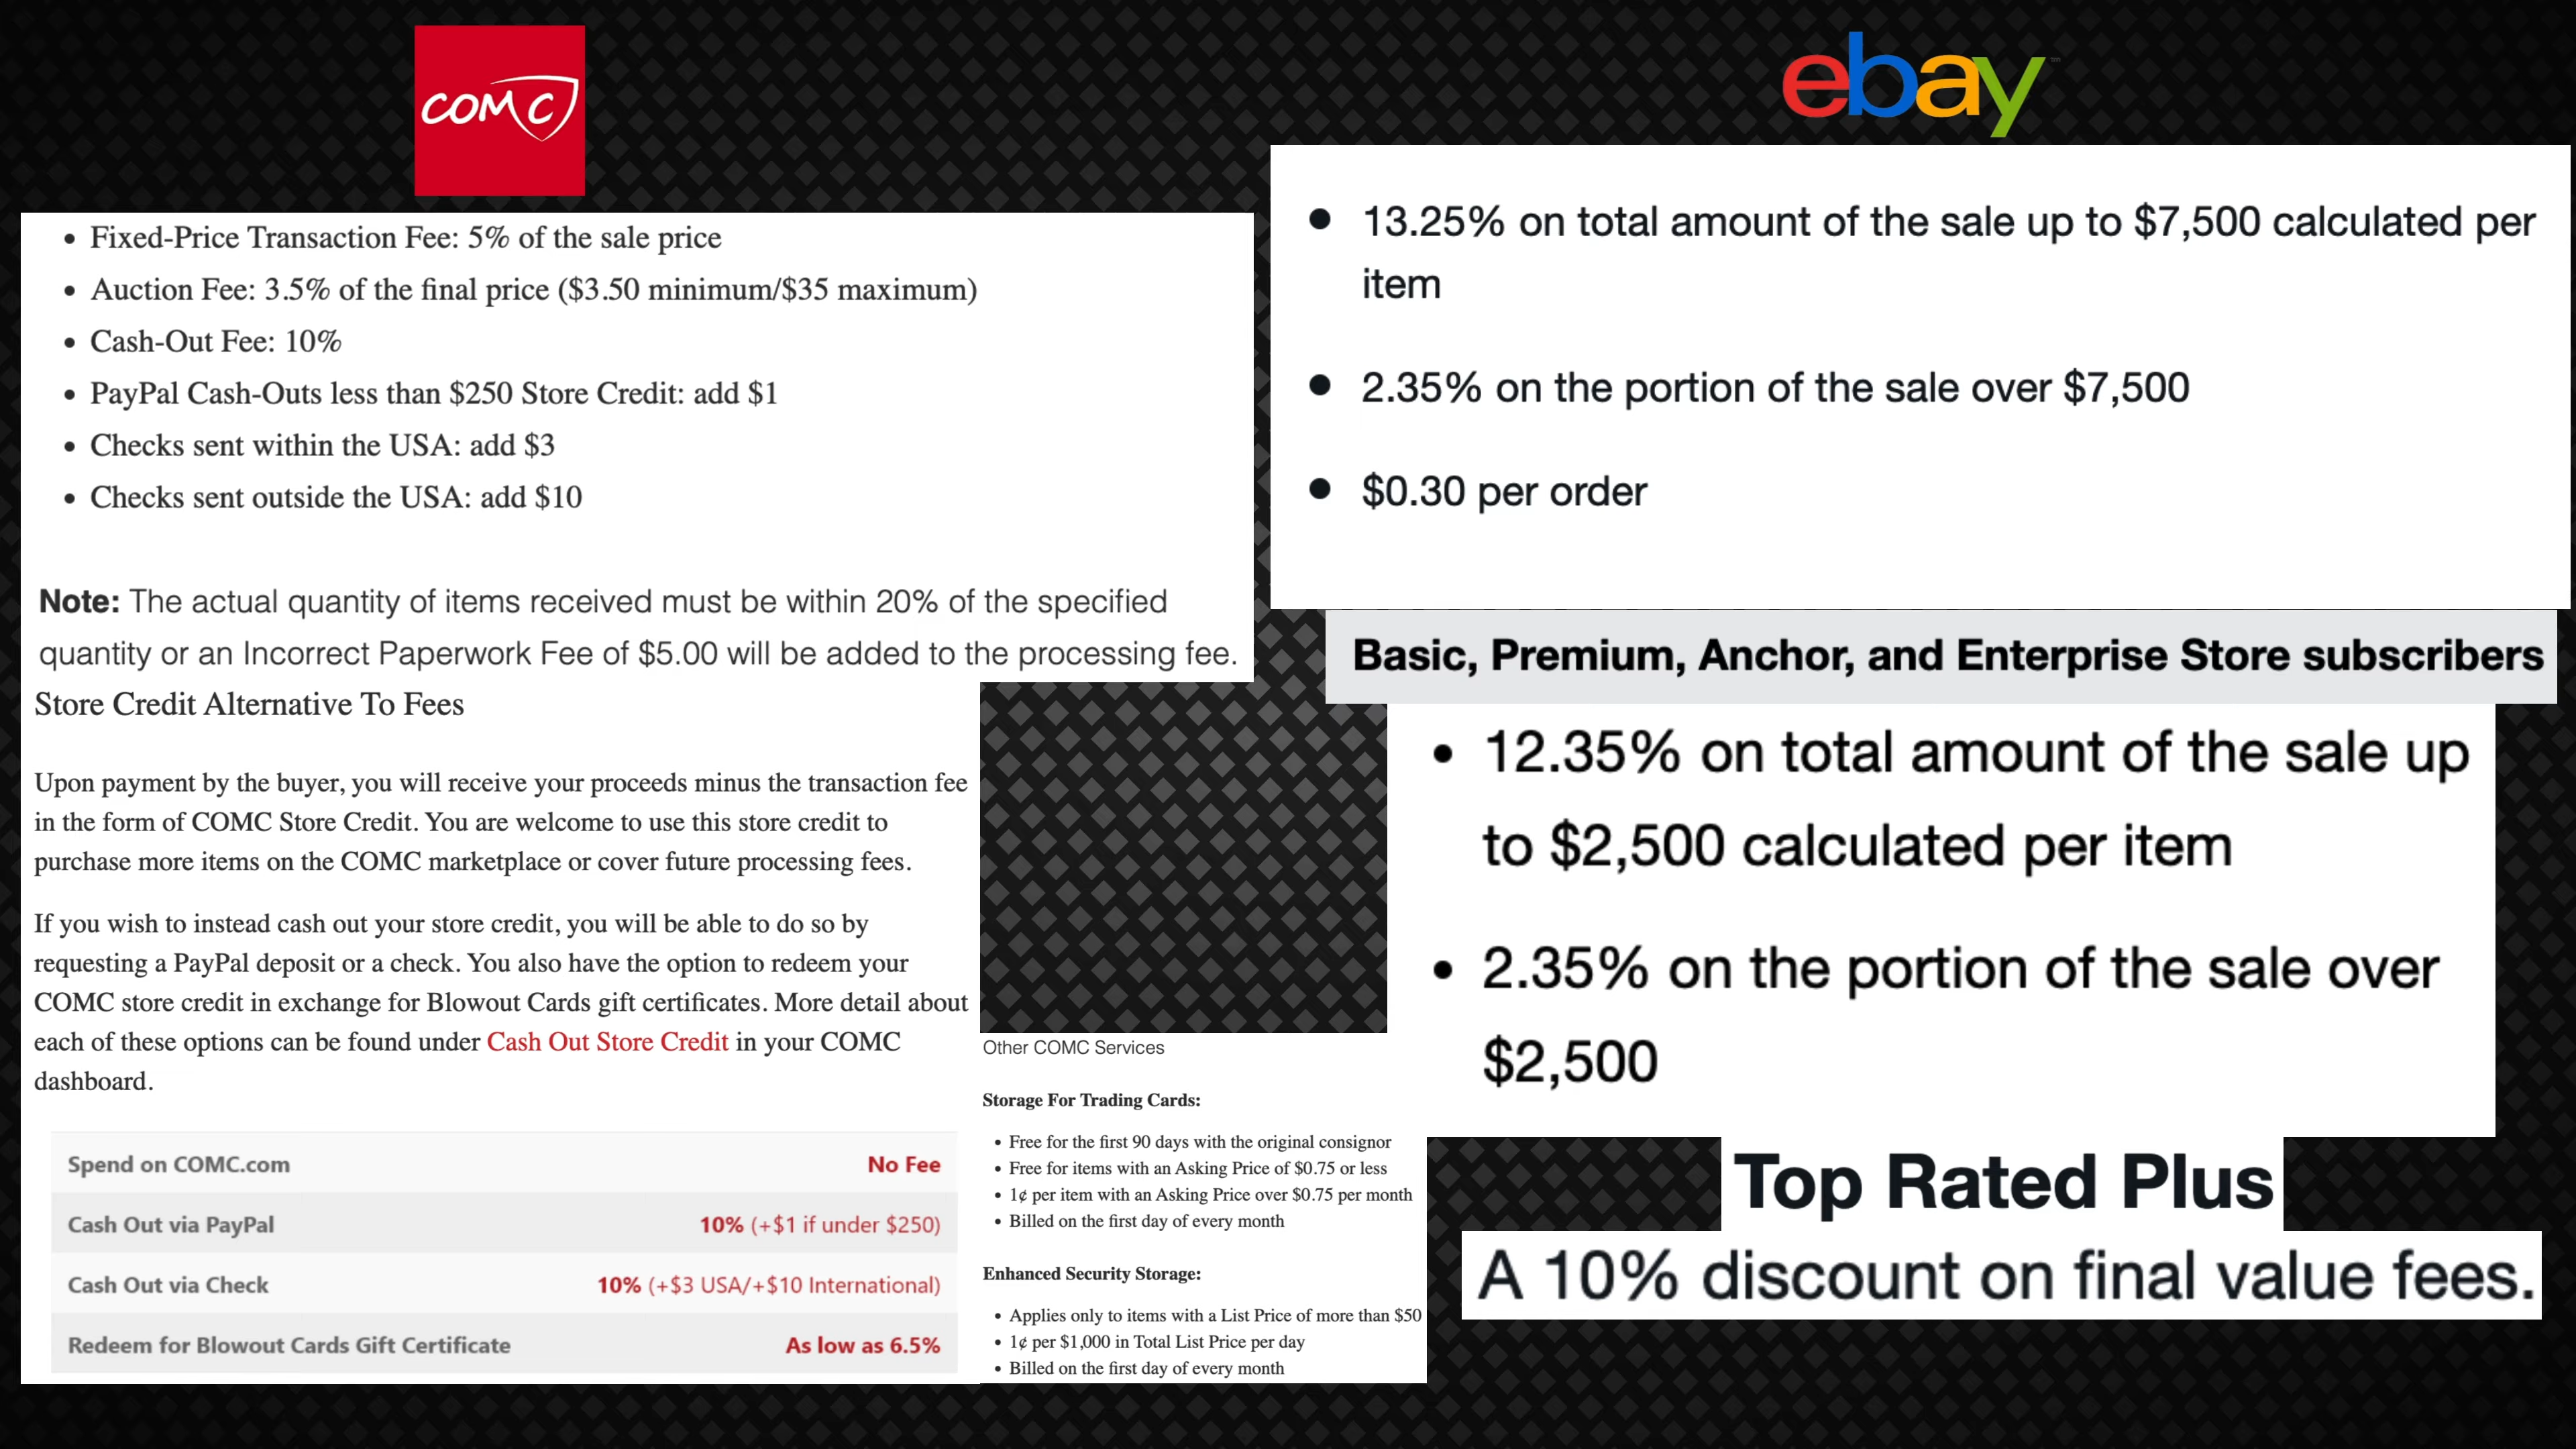 COMC
• Fixed-Price Transaction Fee: 5% of the sale price
• Auction Fee: 3.5% of the final price ($3.50 minimum/$35 maximum)
• Cash-Out Fee: 10%
• PayPal Cash-Outs less than $250 Store Credit: add $1
• Checks sent within the USA: add $3
• Checks sent outside the USA: add $10
Note: The actual quantity of items received must be within 20% of the specified
quantity or an Incorrect Paperwork Fee of $5.00 will be added to the processing fee.
Store Credit Alternative To Fees
Upon payment by the buyer, you will receive your proceeds minus the transaction fee
in the form of COMC Store Credit. You are welcome to use this store credit to
purchase more items on the COMC marketplace or cover future processing fees.
If you wish to instead cash out your store credit, you will be able to do so by
requesting a PayPal deposit or a check. You also have the option to redeem your
COMC store credit in exchange for Blowout Cards gift certificates. More detail about
each of these options can be found under Cash Out Store Credit in your COMC
dashboard.
Spend on COMC.com No Fee
Cash Out via PayPal 10% (+$1 if under $250)
Cash Out via Check 10% (+$3 USA/+$10 International)
Redeem for Blowout Cards Gift Certificate As low as 6.5%
Other COMC Services
Storage For Trading Cards:
• Free for the first 90 days with the original consignor
• Free for items with an Asking Price of $0.75 or less
• 1¢ per item with an Asking Price over $0.75 per month
• Billed on the first day of every month
Enhanced Security Storage:
• Applies only to items with a List Price of more than $50
• 1¢ per $1,000 in Total List Price per day
• Billed on the first day of every month
ebay™
• 13.25% on total amount of the sale up to $7,500 calculated per
item
• 2.35% on the portion of the sale over $7,500
• $0.30 per order
Basic, Premium, Anchor, and Enterprise Store subscribers
• 12.35% on total amount of the sale up
to $2,500 calculated per item
• 2.35% on the portion of the sale over
$2,500
Top Rated Plus
A 10% discount on final value fees.